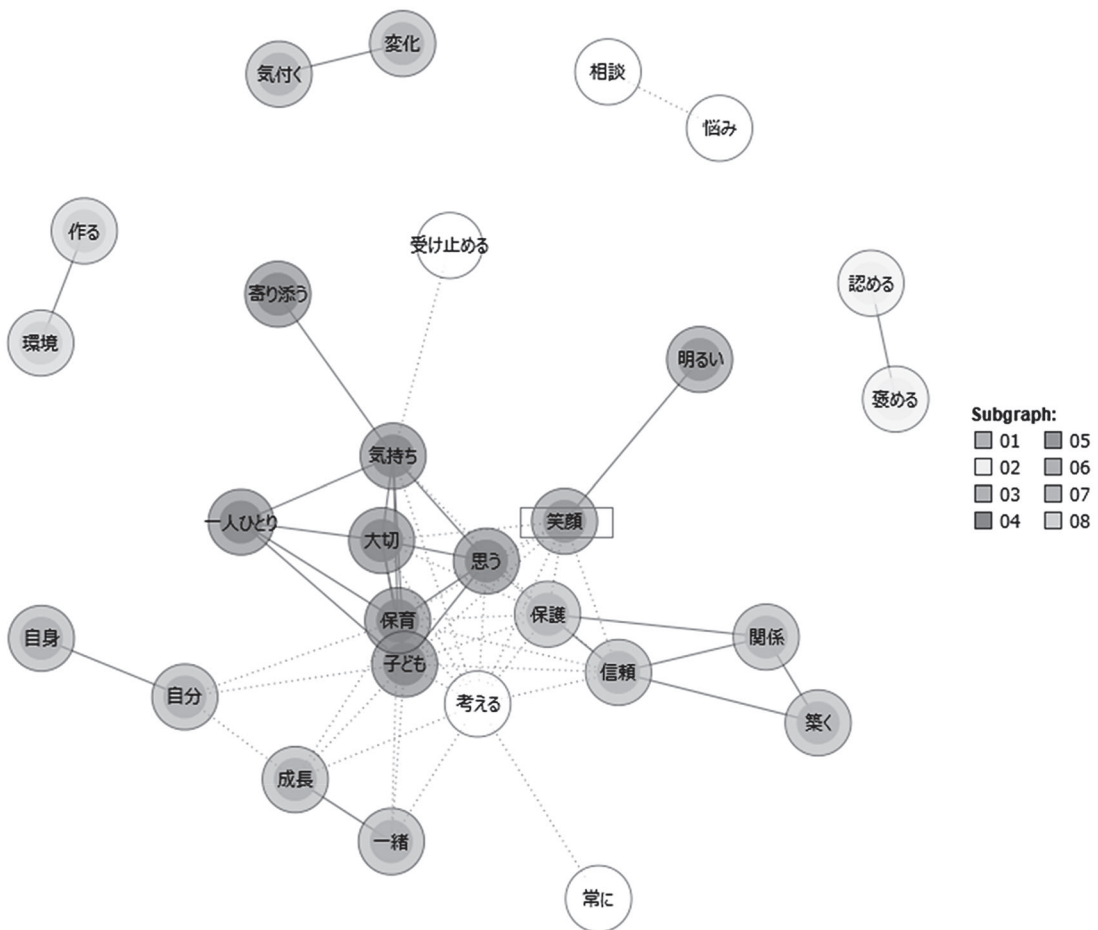 変化
気付く
相談
悩み
作る
受け止める
認める
寄り添う
環境
明るい
褒める
気持ち
一人ひとり
笑顔
大切
思う
保育
保護
関係
自身
子ども
信頼
自分
考える
築く
成長
一緒
常に
Subgraph:
01 05
02 06
03 07
04 08